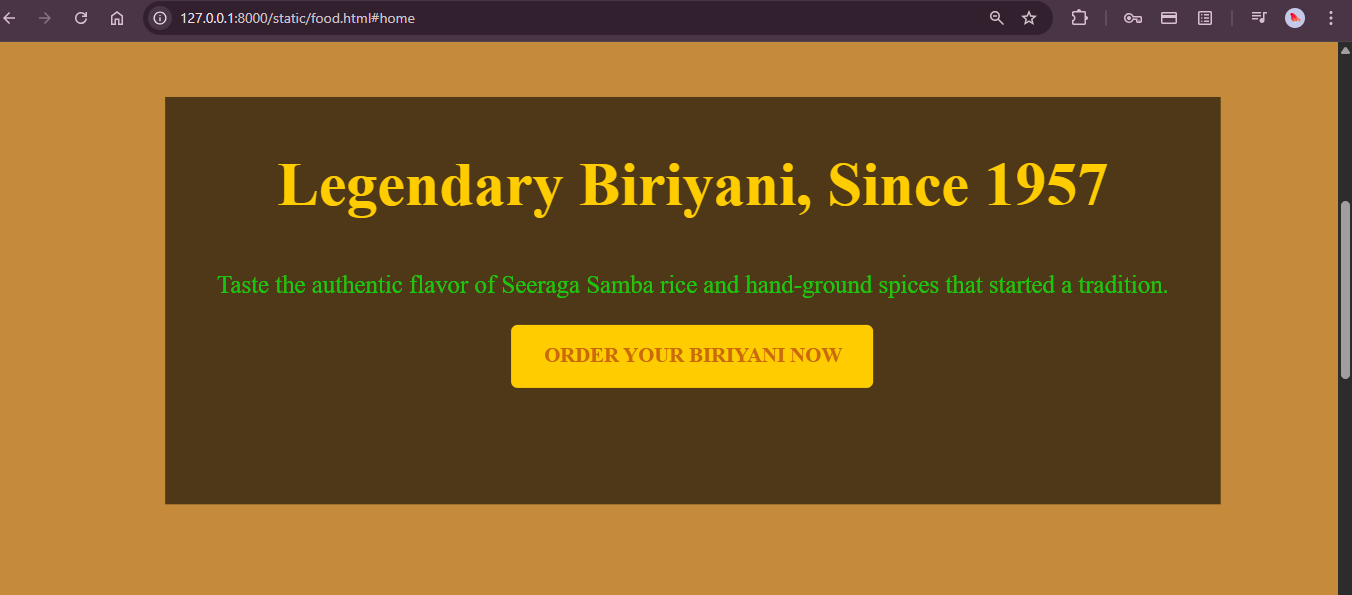 127.0.0.1:8000/static/food.html#home
Legendary Biriyani, Since 1957
Taste the authentic flavor of Seeraga Samba rice and hand-ground spices that started a tradition.
ORDER YOUR BIRIYANI NOW